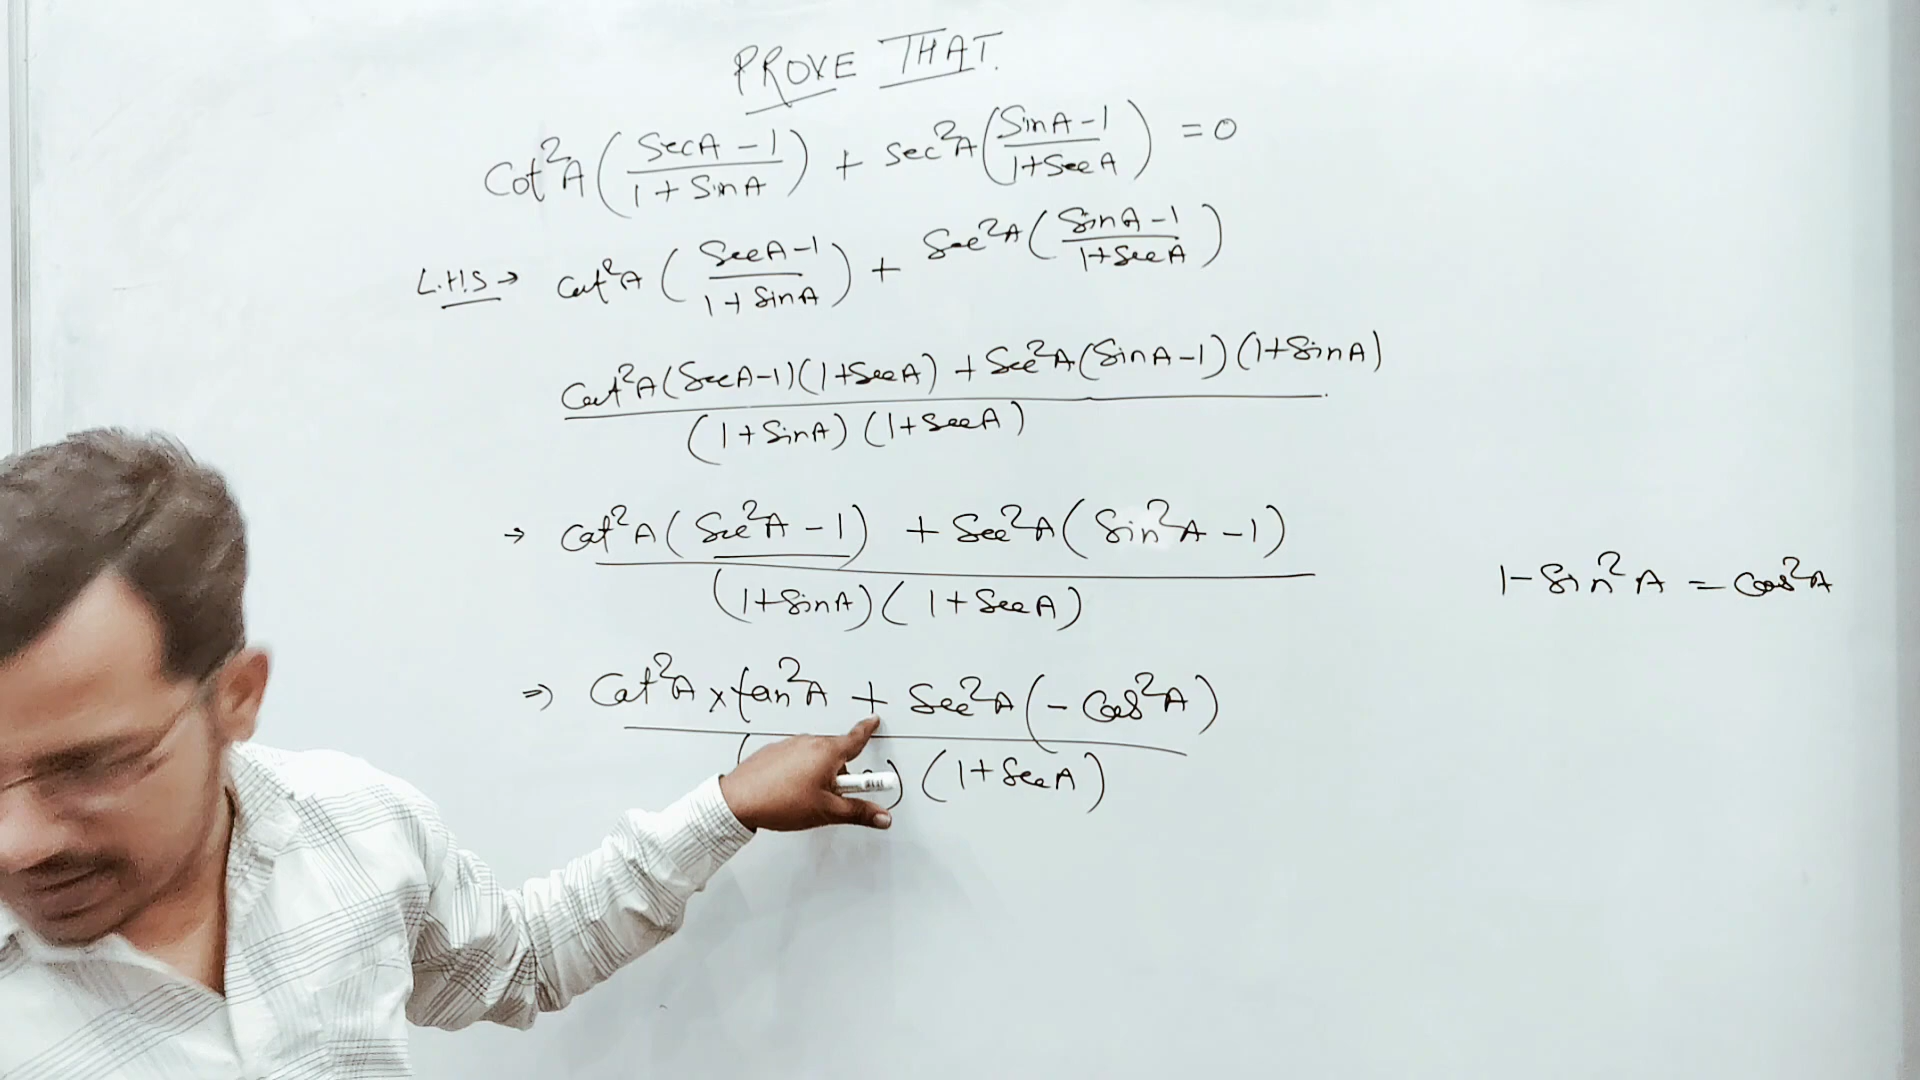 PROVE THAT.
Cot²A (SecA - 1 / 1 + SinA) + Sec²A (SinA - 1 / 1 + SecA) = 0
L.H.S → Cot²A (SecA - 1 / 1 + SinA) + Sec²A (SinA - 1 / 1 + SecA)
Cot²A (SecA - 1)(1 + SecA) + Sec²A (SinA - 1)(1 + SinA)
(1 + SinA)(1 + SecA)
→ Cot²A (Sec²A - 1) + Sec²A (Sin²A - 1)
(1 + SinA)(1 + SecA)
1 - Sin²A = Cos²A
⇒ Cot²A × tan²A + Sec²A (- Cos²A)
(1 + SecA)